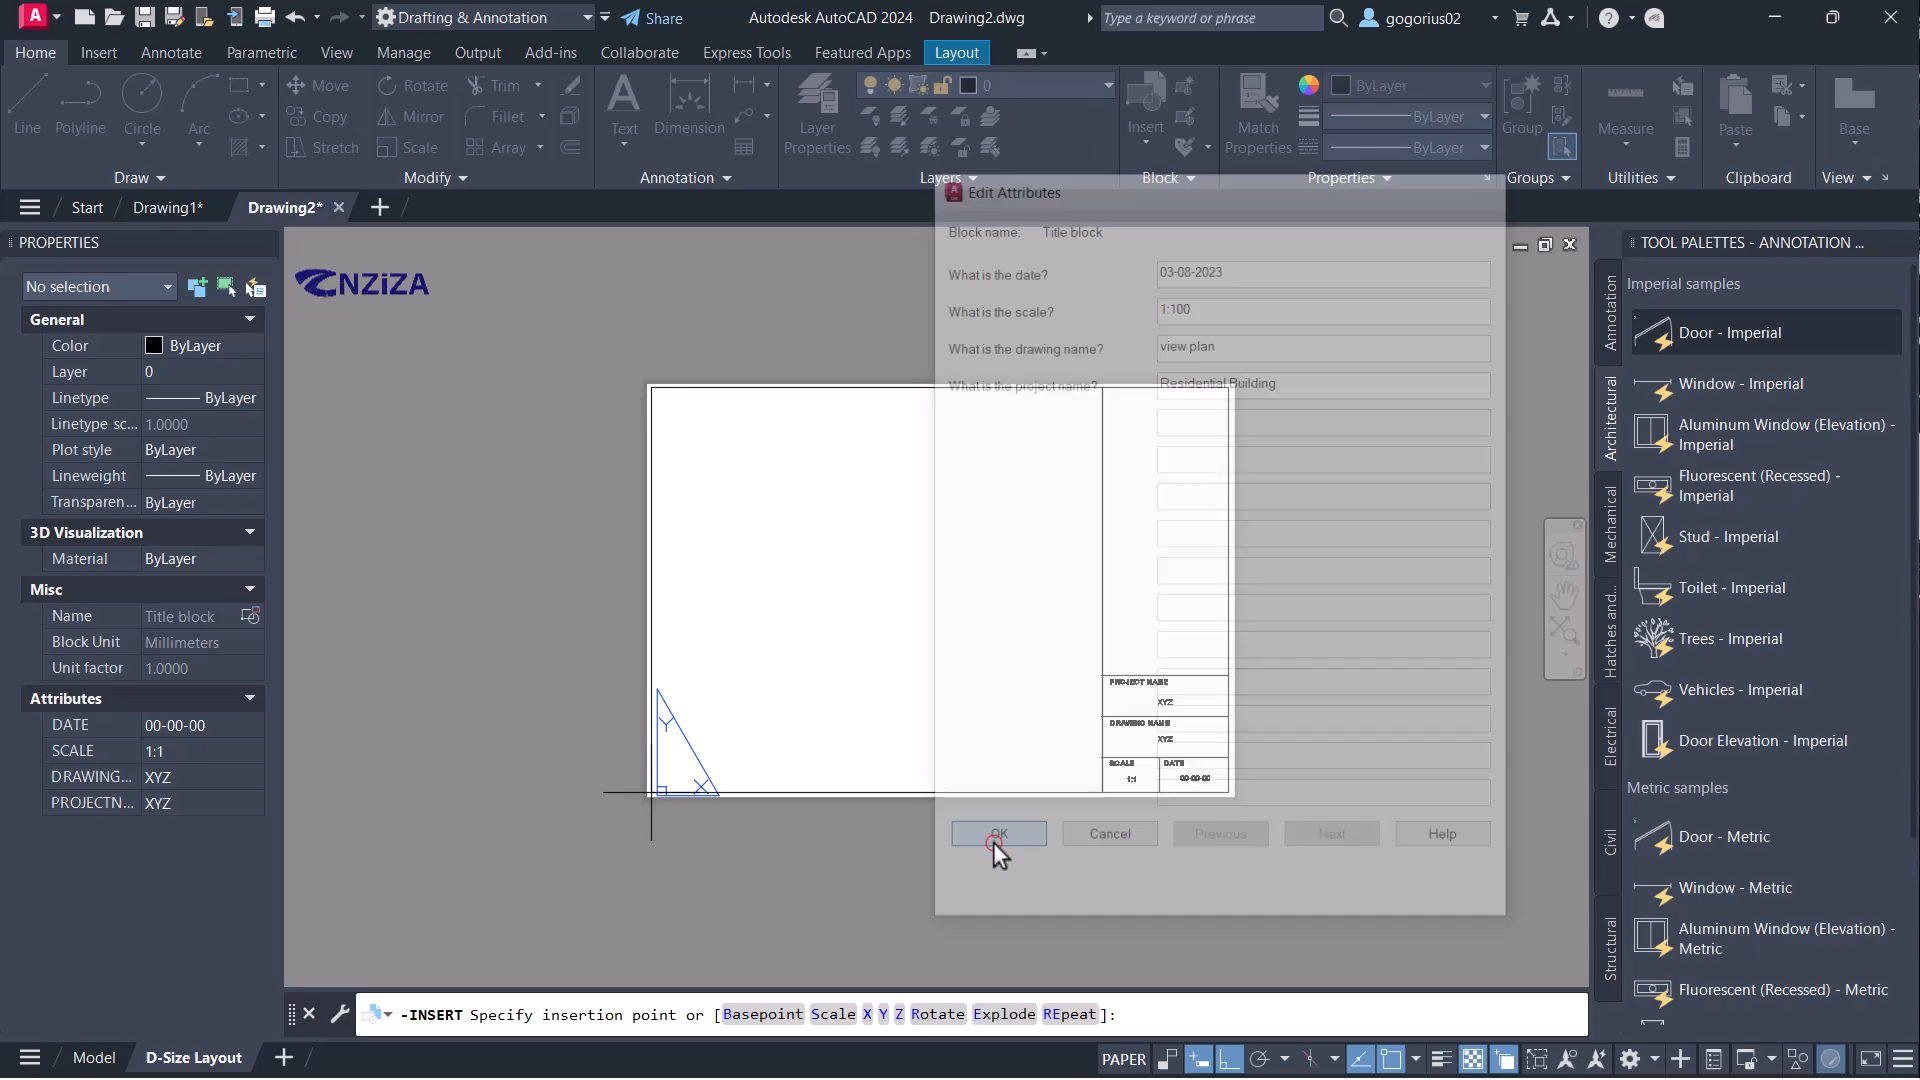 Drafting & Annotation
Share
Autodesk AutoCAD 2024 Drawing2.dwg
Type a keyword or phrase
gogorius02
Home Insert Annotate Parametric View Manage Output Add-ins Collaborate Express Tools Featured Apps Layout
Line Polyline Circle Arc
Move Rotate Trim
Copy Mirror Fillet
Stretch Scale Array
Text Dimension
Layer Properties
0
Insert
Match Properties
ByLayer
ByLayer
ByLayer
Group
Measure
Paste
Base
Draw Modify Annotation Layers Block Properties Groups Utilities Clipboard View
Start Drawing1* Drawing2*
PROPERTIES
No selection
General
Color ByLayer
Layer 0
Linetype ByLayer
Linetype sc... 1.0000
Plot style ByLayer
Lineweight ByLayer
Transparen... ByLayer
3D Visualization
Material ByLayer
Misc
Name Title block
Block Unit Millimeters
Unit factor 1.0000
Attributes
DATE 00-00-00
SCALE 1:1
DRAWING... XYZ
PROJECTN... XYZ
ENZiZA
Y
X
Edit Attributes
Block name: Title block
What is the date? 03-08-2023
What is the scale? 1:100
What is the drawing name? view plan
What is the project name? Residential Building
PROJECT NAME
XYZ
DRAWING NAME
XYZ
SCALE DATE
1:1 00-00-00
OK Cancel Previous Next Help
TOOL PALETTES - ANNOTATION ...
Annotation
Architectural
Mechanical
Hatches and...
Electrical
Civil
Structural
Imperial samples
Door - Imperial
Window - Imperial
Aluminum Window (Elevation) - Imperial
Fluorescent (Recessed) - Imperial
Stud - Imperial
Toilet - Imperial
Trees - Imperial
Vehicles - Imperial
Door Elevation - Imperial
Metric samples
Door - Metric
Window - Metric
Aluminum Window (Elevation) - Metric
Fluorescent (Recessed) - Metric
-INSERT Specify insertion point or [Basepoint Scale X Y Z Rotate Explode REpeat]:
Model D-Size Layout
PAPER